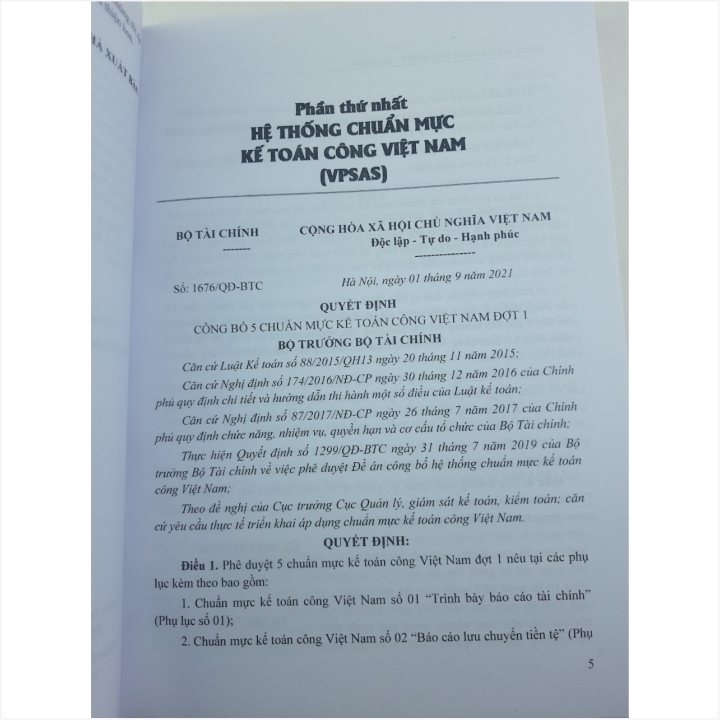 Phần thứ nhất
HỆ THỐNG CHUẨN MỰC
KẾ TOÁN CÔNG VIỆT NAM
(VPSAS)
BỘ TÀI CHÍNH
-------
CỘNG HÒA XÃ HỘI CHỦ NGHĨA VIỆT NAM
Độc lập - Tự do - Hạnh phúc
---------------
Số: 1676/QĐ-BTC
Hà Nội, ngày 01 tháng 9 năm 2021
QUYẾT ĐỊNH
CÔNG BỐ 5 CHUẨN MỰC KẾ TOÁN CÔNG VIỆT NAM ĐỢT 1
BỘ TRƯỞNG BỘ TÀI CHÍNH
Căn cứ Luật Kế toán số 88/2015/QH13 ngày 20 tháng 11 năm 2015;
Căn cứ Nghị định số 174/2016/NĐ-CP ngày 30 tháng 12 năm 2016 của Chính
phủ quy định chi tiết và hướng dẫn thi hành một số điều của Luật kế toán;
Căn cứ Nghị định số 87/2017/NĐ-CP ngày 26 tháng 7 năm 2017 của Chính
phủ quy định chức năng, nhiệm vụ, quyền hạn và cơ cấu tổ chức của Bộ Tài chính;
Thực hiện Quyết định số 1299/QĐ-BTC ngày 31 tháng 7 năm 2019 của Bộ
trưởng Bộ Tài chính về việc phê duyệt Đề án công bố hệ thống chuẩn mực kế toán
công Việt Nam;
Theo đề nghị của Cục trưởng Cục Quản lý, giám sát kế toán, kiểm toán; căn
cứ yêu cầu thực tế triển khai áp dụng chuẩn mực kế toán công Việt Nam.
QUYẾT ĐỊNH:
Điều 1. Phê duyệt 5 chuẩn mực kế toán công Việt Nam đợt 1 nêu tại các phụ
lục kèm theo bao gồm:
1. Chuẩn mực kế toán công Việt Nam số 01 “Trình bày báo cáo tài chính”
(Phụ lục số 01);
2. Chuẩn mực kế toán công Việt Nam số 02 “Báo cáo lưu chuyển tiền tệ” (Phụ
5